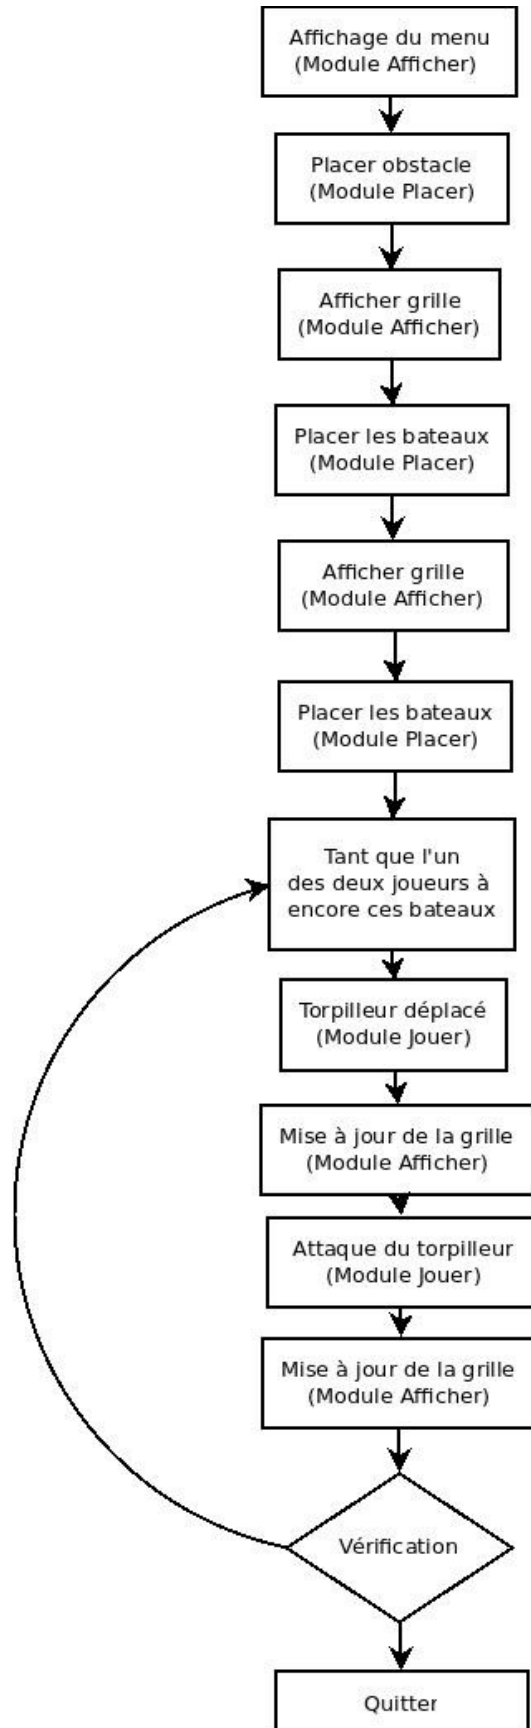 Affichage du menu
(Module Afficher)
Placer obstacle
(Module Placer)
Afficher grille
(Module Afficher)
Placer les bateaux
(Module Placer)
Afficher grille
(Module Afficher)
Placer les bateaux
(Module Placer)
Tant que l'un
des deux joueurs à
encore ces bateaux
Torpilleur déplacé
(Module Jouer)
Mise à jour de la grille
(Module Afficher)
Attaque du torpilleur
(Module Jouer)
Mise à jour de la grille
(Module Afficher)
Vérification
Quitter